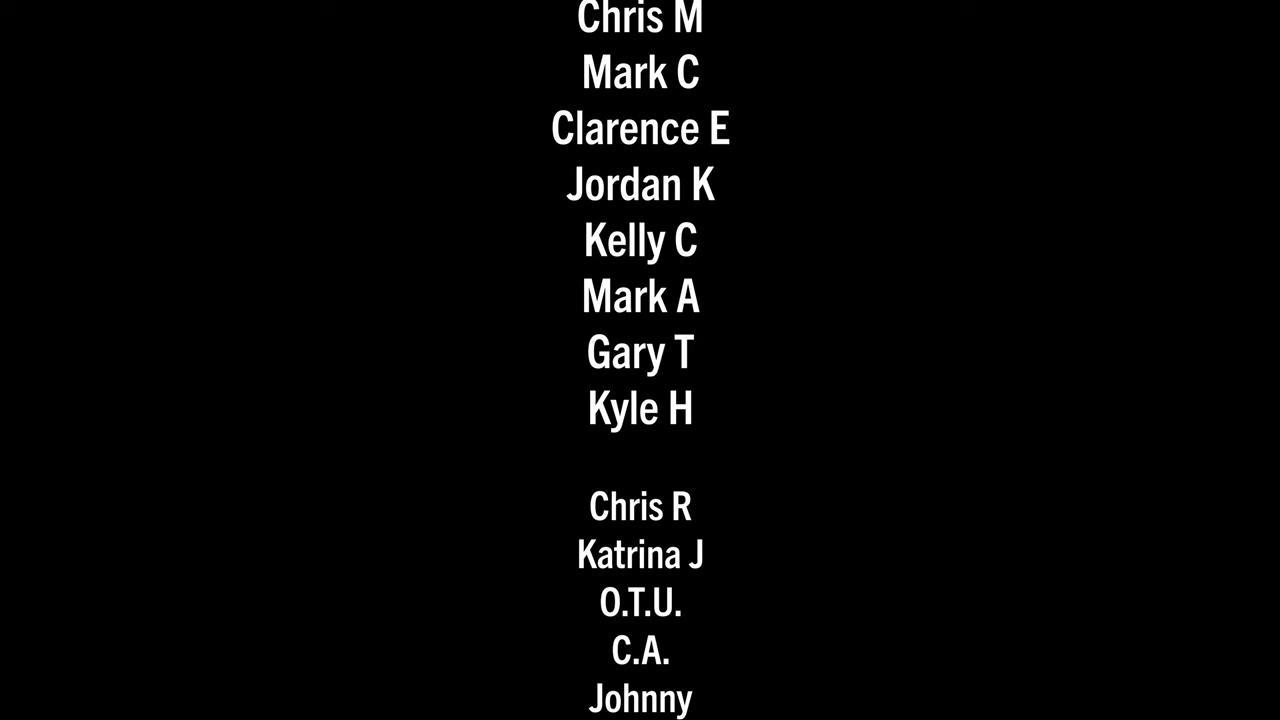 Chris M
Mark C
Clarence E
Jordan K
Kelly C
Mark A
Gary T
Kyle H
Chris R
Katrina J
O.T.U.
C.A.
Johnny